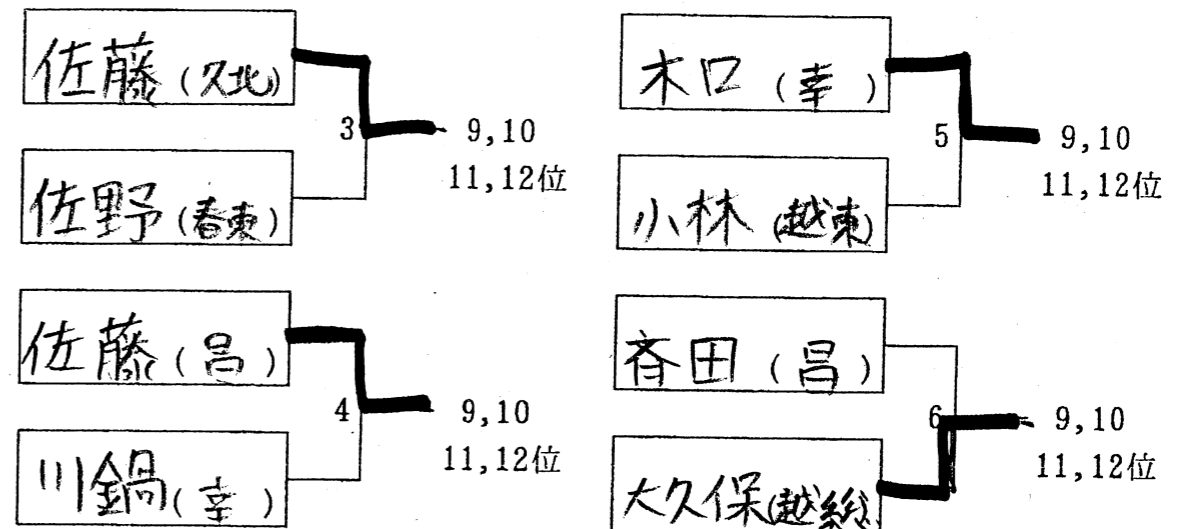 佐藤(久北)
3
9,10
11,12位
佐野(春東)
佐藤(昌)
4
9,10
11,12位
川鍋(幸)
木口(幸)
5
9,10
11,12位
小林(越東)
斉田(昌)
6
9,10
11,12位
大久保(越総)